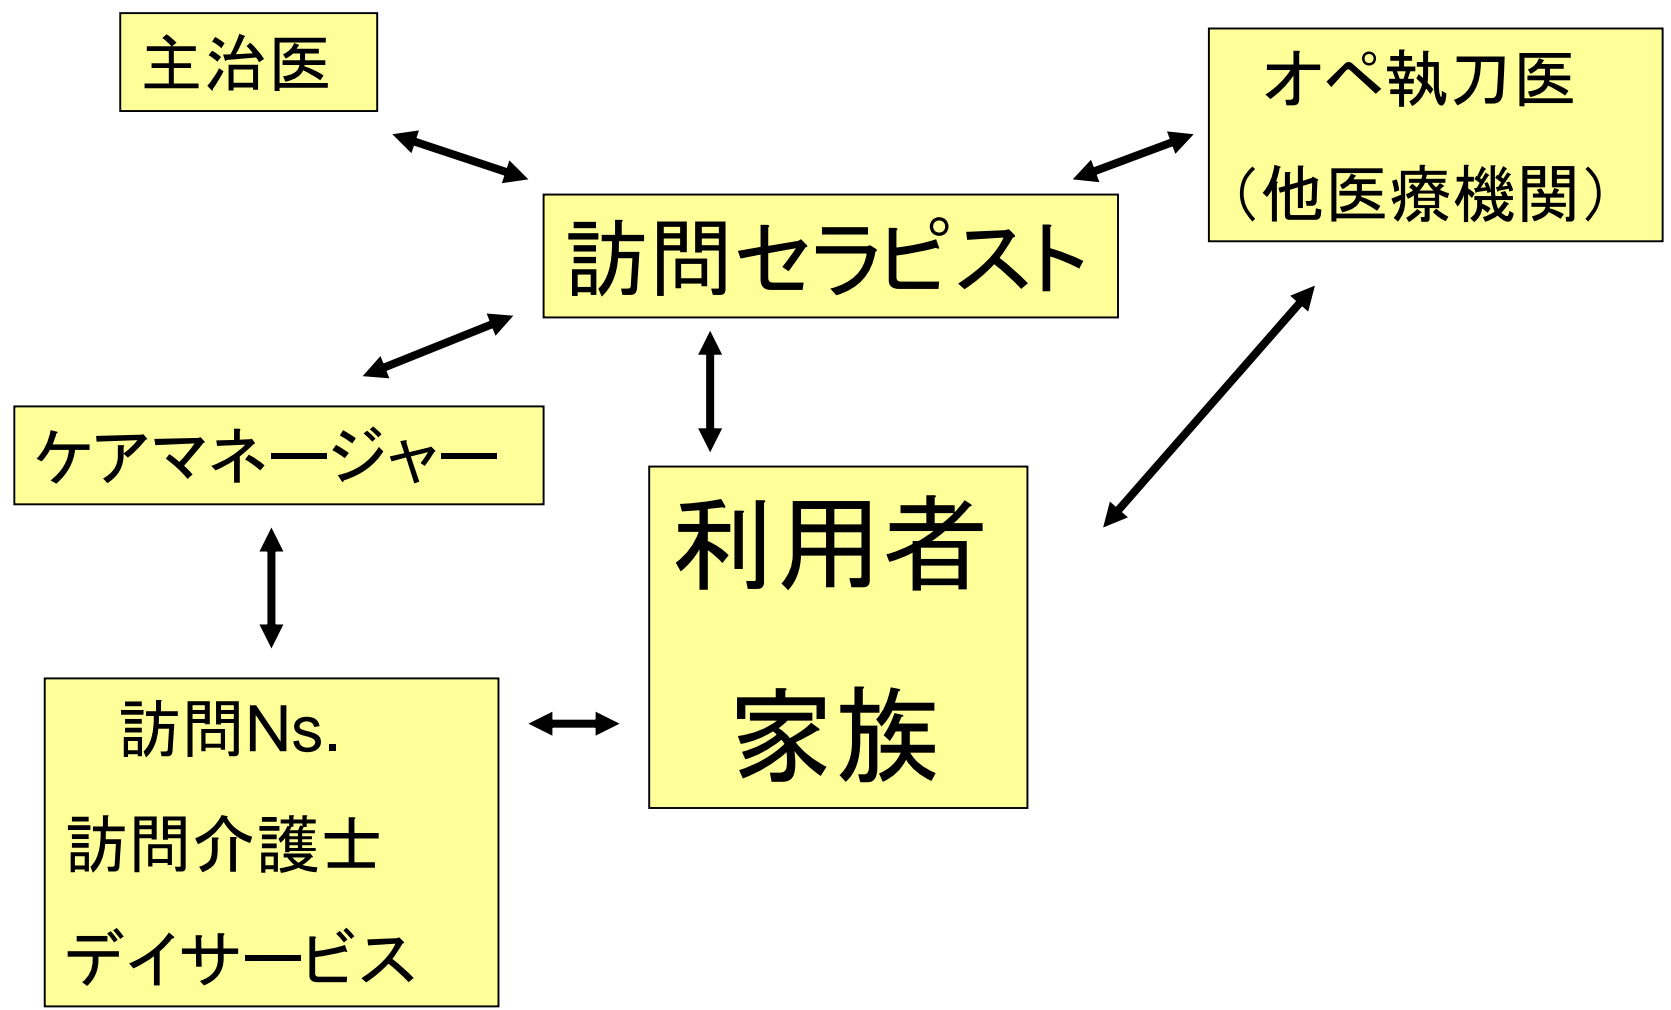 主治医
オペ執刀医
（他医療機関）
訪問セラピスト
ケアマネージャー
利用者
家族
訪問Ns.
訪問介護士
デイサービス